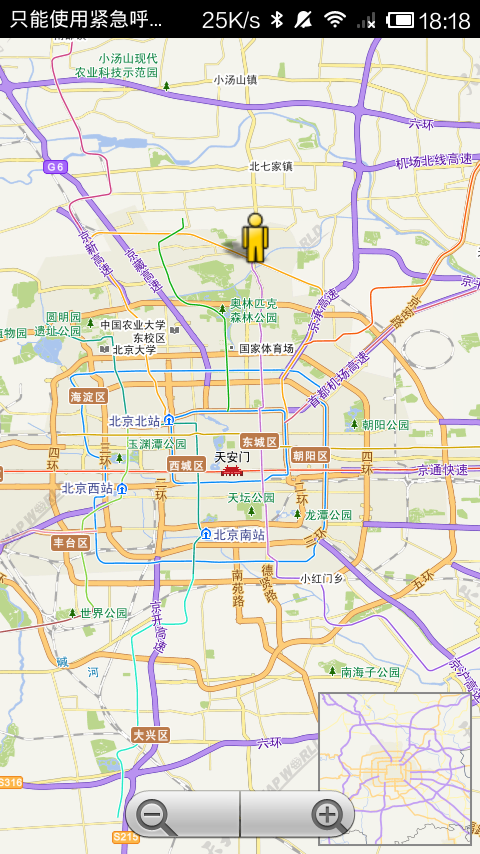 只能使用紧急呼... 25K/s 18:18
小汤山现代
农业科技示范园
小汤山镇
六环
机场北线高速
北七家镇
G6
京新高速
京藏高速
京承高速
圆明园
遗址公园
植物园
中国农业大学
东校区
北京大学
奥林匹克
森林公园
国家体育场
首都机场高速
海淀区
北京北站
朝阳公园
玉渊潭公园
天安门
东城区
西城区
朝阳区
四环
三环
二环
四环
京通快速
北京西站
天坛公园
龙潭公园
二环
丰台区
北京南站
三环
南苑路
德贤路
小红门乡
五环
世界公园
京开高速
碱河
南海子公园
京沪高速
大兴区
六环
S316
S215